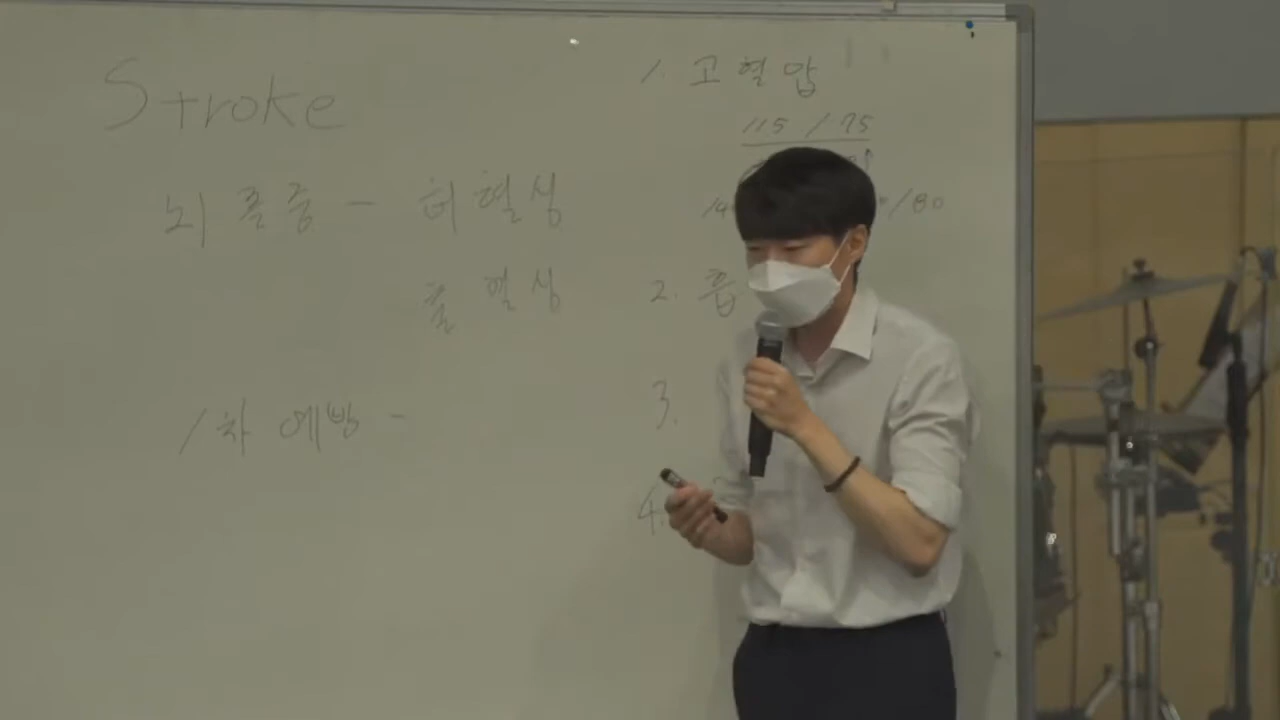 Stroke
뇌졸중 - 허혈성
출혈성
1차 예방 -
1. 고혈압
115 / 75
/80
2. 흡
3.
4.